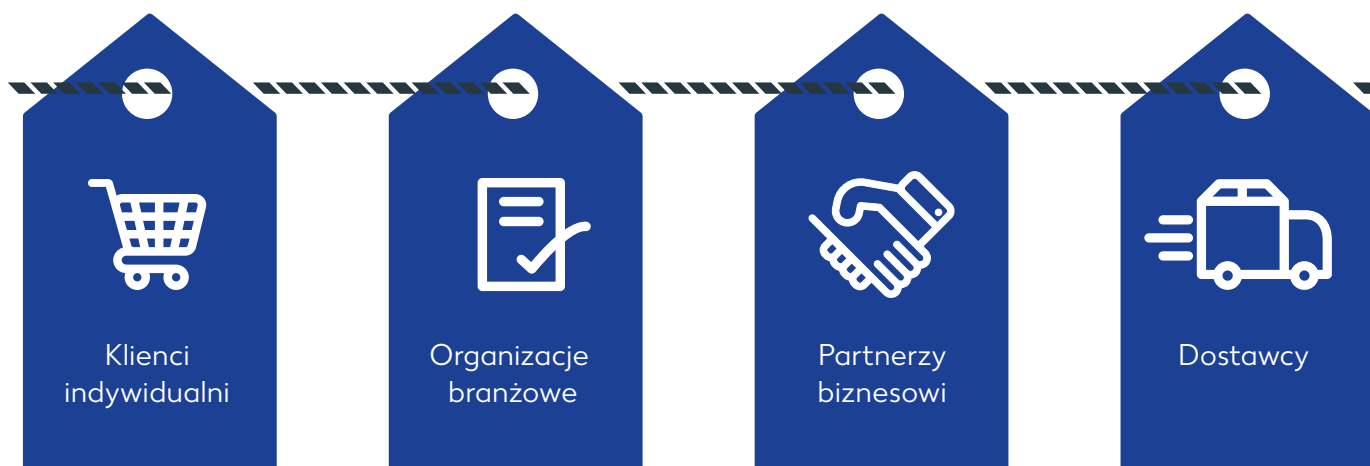 Klienci
indywidualni
Organizacje
branżowe
Partnerzy
biznesowi
Dostawcy